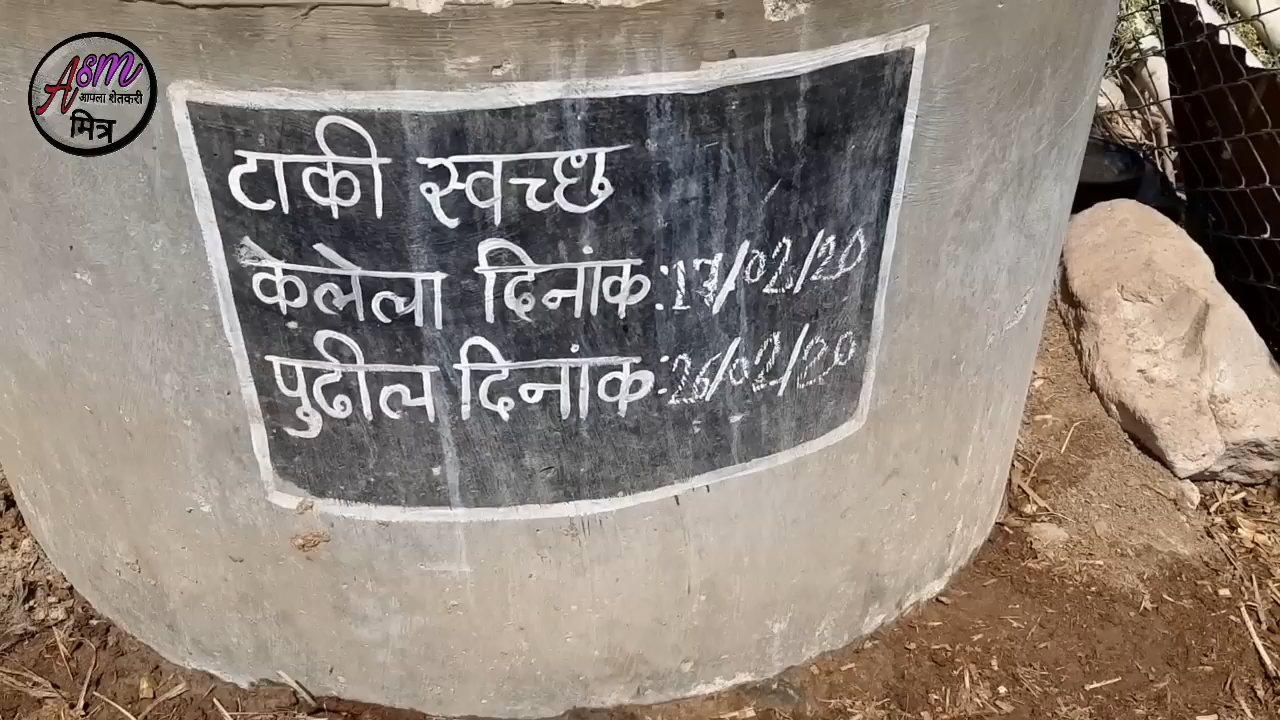 ASM
आपला शेतकरी
मित्र
टाकी स्वच्छ
केलेला दिनांक:17/02/20
पुढील दिनांक:26/02/20